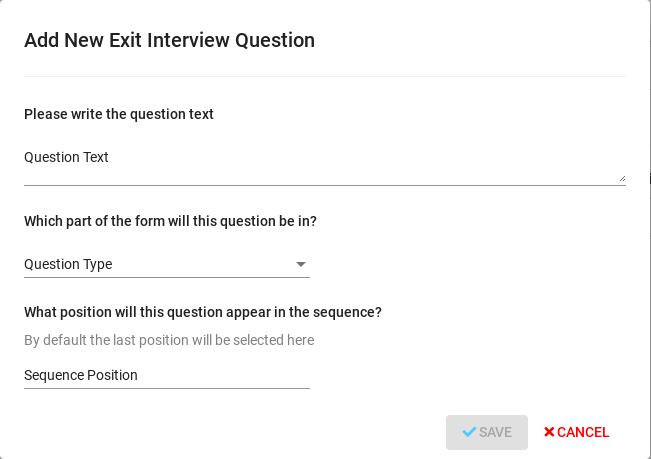 Add New Exit Interview Question
Please write the question text
Question Text
Which part of the form will this question be in?
Question Type
What position will this question appear in the sequence?
By default the last position will be selected here
Sequence Position
SAVE CANCEL